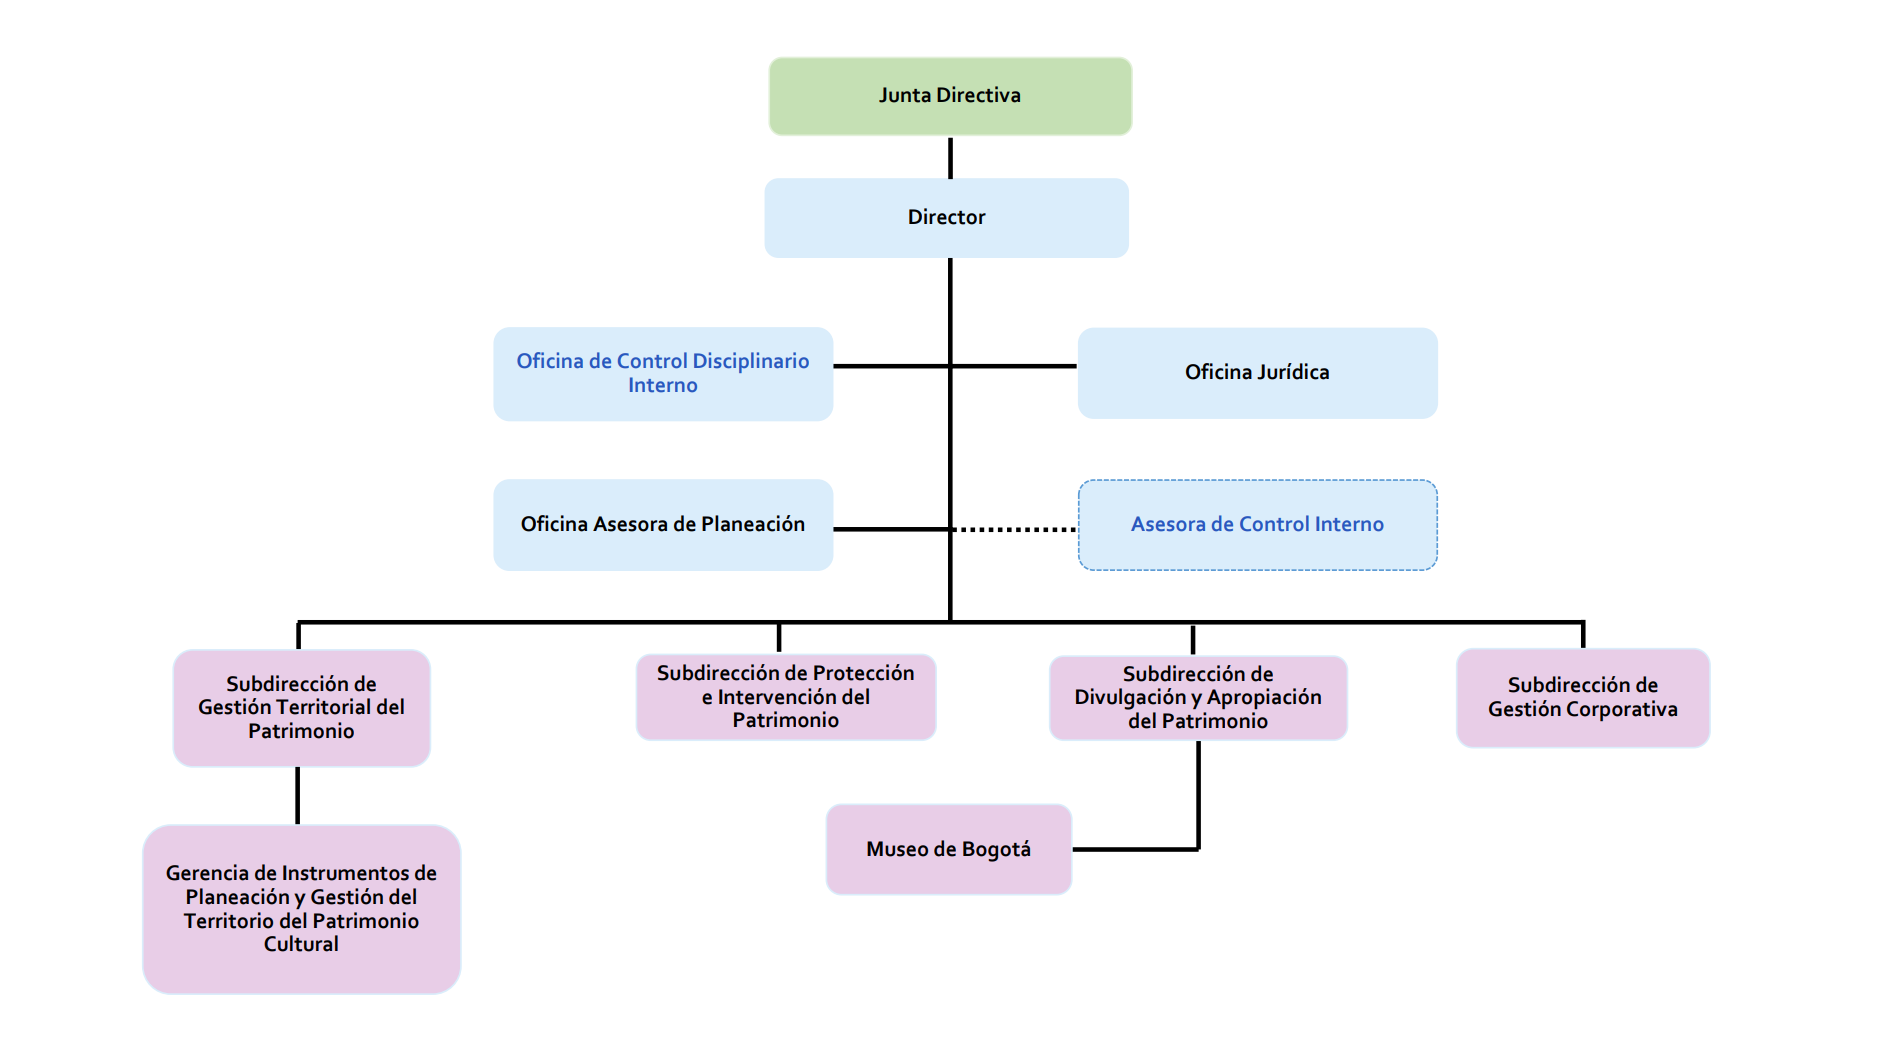 Junta Directiva
Director
Oficina de Control Disciplinario
Interno
Oficina Jurídica
Oficina Asesora de Planeación
Asesora de Control Interno
Subdirección de
Gestión Territorial del
Patrimonio
Subdirección de Protección
e Intervención del
Patrimonio
Subdirección de
Divulgación y Apropiación
del Patrimonio
Subdirección de
Gestión Corporativa
Museo de Bogotá
Gerencia de Instrumentos de
Planeación y Gestión del
Territorio del Patrimonio
Cultural